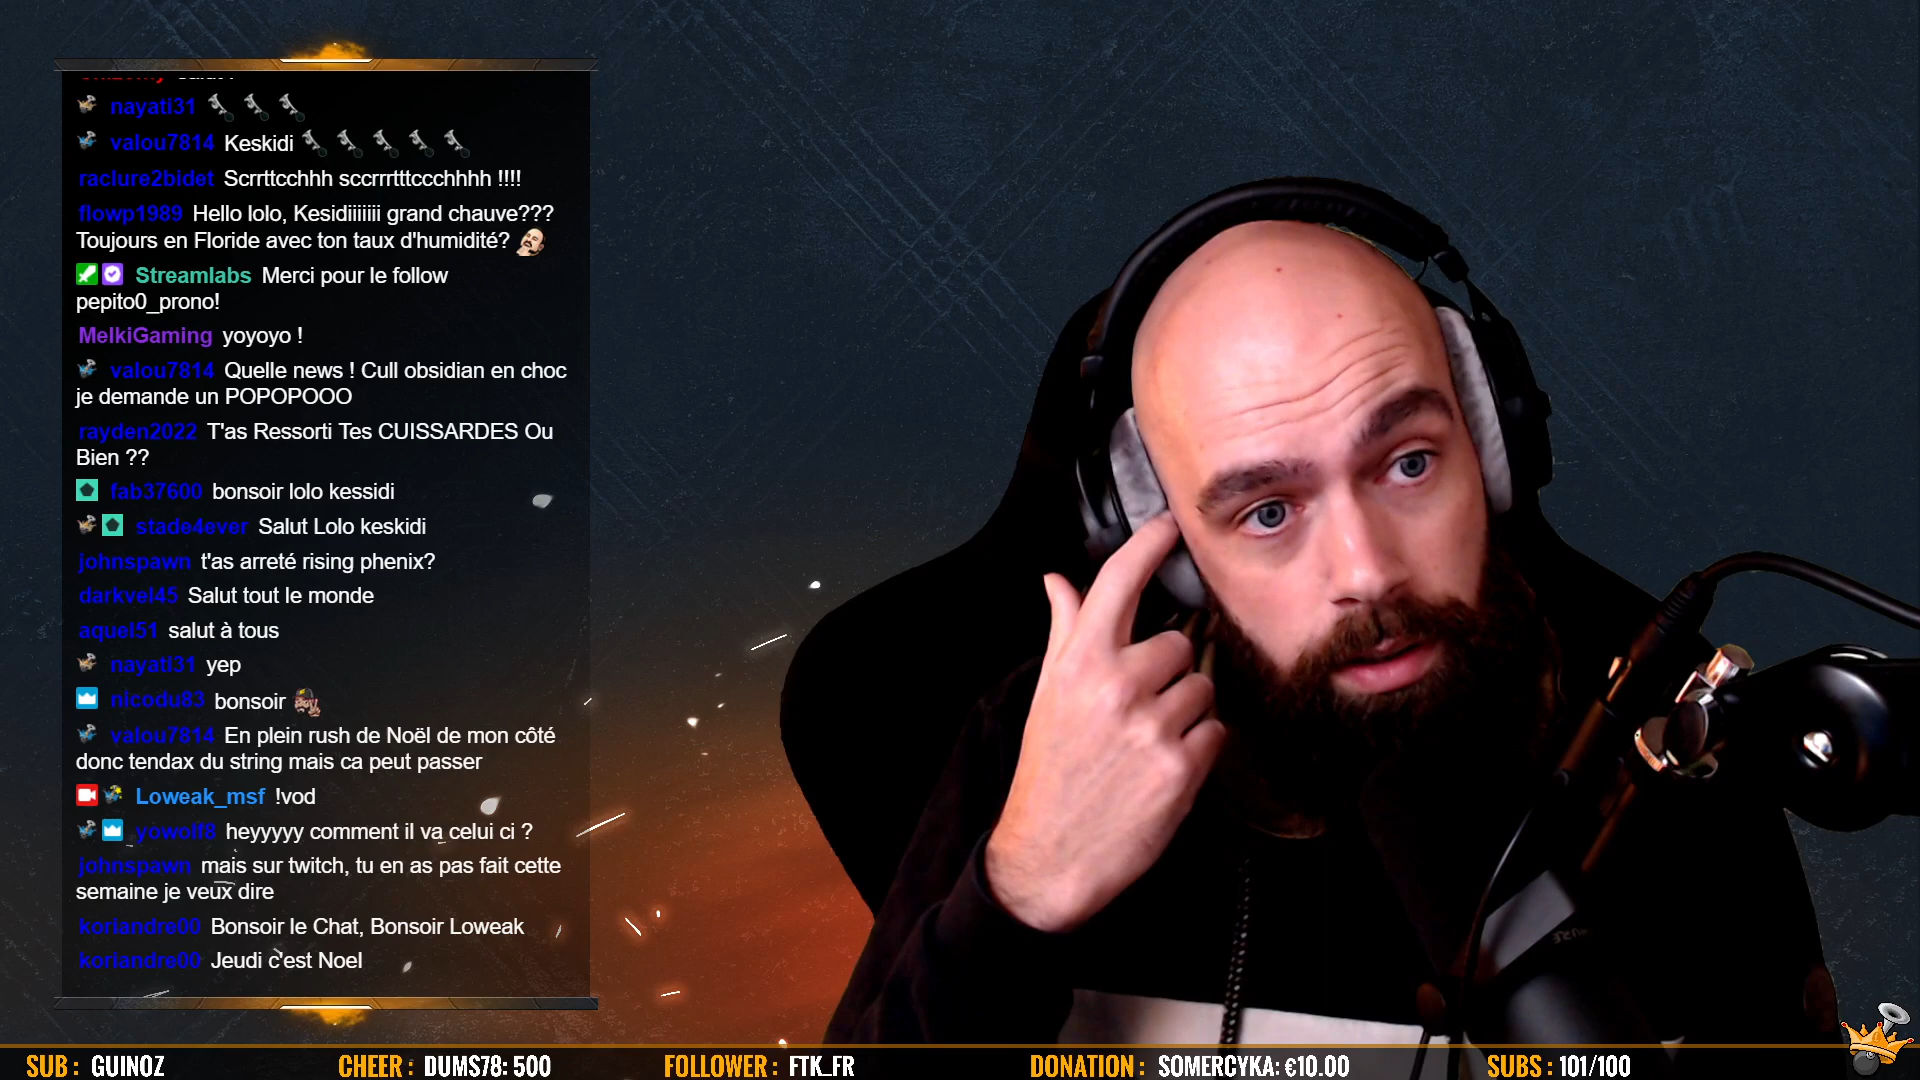 nayati31
valou7814 Keskidi
raclure2bidet Scrrttcchhh sccrrrtttccchhhh !!!!
flowp1989 Hello lolo, Kesidiiiiiii grand chauve???
Toujours en Floride avec ton taux d'humidité?
Streamlabs Merci pour le follow
pepito0_prono!
MelkiGaming yoyoyo !
valou7814 Quelle news ! Cull obsidian en choc
je demande un POPOPOOO
rayden2022 T'as Ressorti Tes CUISSARDES Ou
Bien ??
fab37600 bonsoir lolo kessidi
stade4ever Salut Lolo keskidi
johnspawn t'as arreté rising phenix?
darkvel45 Salut tout le monde
aquel51 salut à tous
nayati31 yep
nicodu83 bonsoir
valou7814 En plein rush de Noël de mon côté
donc tendax du string mais ca peut passer
Loweak_msf !vod
yowolf8 heyyyyy comment il va celui ci ?
johnspawn mais sur twitch, tu en as pas fait cette
semaine je veux dire
koriandre00 Bonsoir le Chat, Bonsoir Loweak
koriandre00 Jeudi c'est Noel
SUB : GUINOZ CHEER : DUMS78: 500 FOLLOWER : FTK_FR DONATION : SOMERCYKA: €10.00 SUBS : 101/100